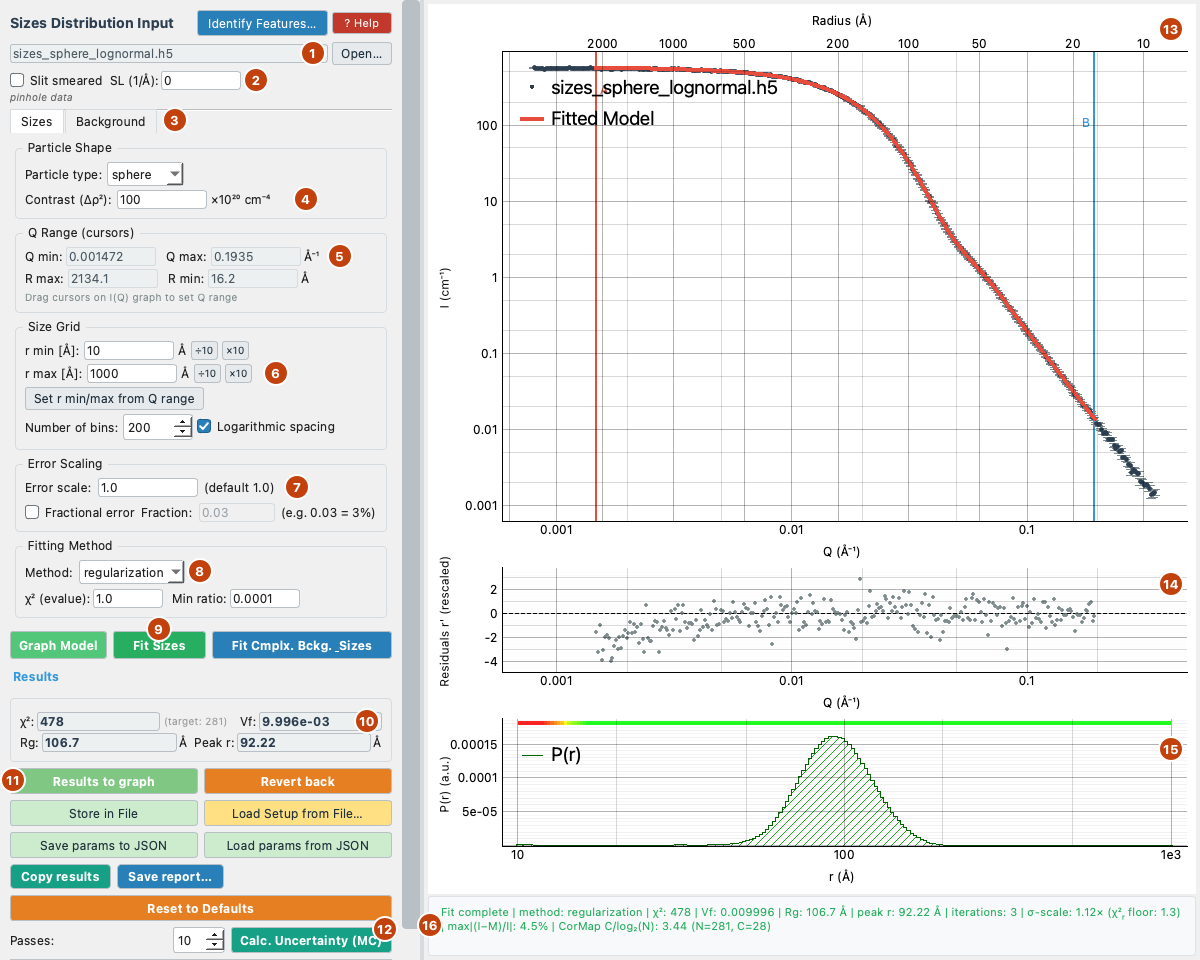 Sizes Distribution Input
Identify Features...
? Help
sizes_sphere_lognormal.h5
1
Open...
Slit smeared SL (1/Å): 0
2
pinhole data
Sizes
Background
3
Particle Shape
Particle type: sphere
Contrast (Δρ²): 100 ×10²⁰ cm⁻⁴
4
Q Range (cursors)
Q min: 0.001472 Q max: 0.1935 Å⁻¹
5
R max: 2134.1 R min: 16.2 Å
Drag cursors on I(Q) graph to set Q range
Size Grid
r min [Å]: 10 Å ÷10 ×10
r max [Å]: 1000 Å ÷10 ×10
6
Set r min/max from Q range
Number of bins: 200 Logarithmic spacing
Error Scaling
Error scale: 1.0 (default 1.0)
7
Fractional error Fraction: 0.03 (e.g. 0.03 = 3%)
Fitting Method
Method: regularization
8
χ² (evalue): 1.0 Min ratio: 0.0001
9
Graph Model
Fit Sizes
Fit Cmplx. Bckg. _Sizes
Results
χ²: 478 (target: 281) Vf: 9.996e-03
10
Rg: 106.7 Å Peak r: 92.22 Å
11
Results to graph
Revert back
Store in File
Load Setup from File...
Save params to JSON
Load params from JSON
Copy results
Save report...
Reset to Defaults
12
Passes: 10
Calc. Uncertainty (MC)
Radius (Å)
13
2000 1000 500 200 100 50 20 10
sizes_sphere_lognormal.h5
Fitted Model
B
I (cm⁻¹)
100
10
1
0.1
0.01
0.001
0.001 0.01 0.1
Q (Å⁻¹)
14
Residuals r' (rescaled)
2
0
−2
−4
0.001 0.01 0.1
Q (Å⁻¹)
15
P(r)
P(r) (a.u.)
0.00015
0.0001
5e-05
10 100 1e3
r (Å)
16
Fit complete | method: regularization | χ²: 478 | Vf: 0.009996 | Rg: 106.7 Å | peak r: 92.22 Å | iterations: 3 | σ-scale: 1.12× (χ²ᵣ floor: 1.3)
| max|(I−M)/I|: 4.5% | CorMap C/log₂(N): 3.44 (N=281, C=28)